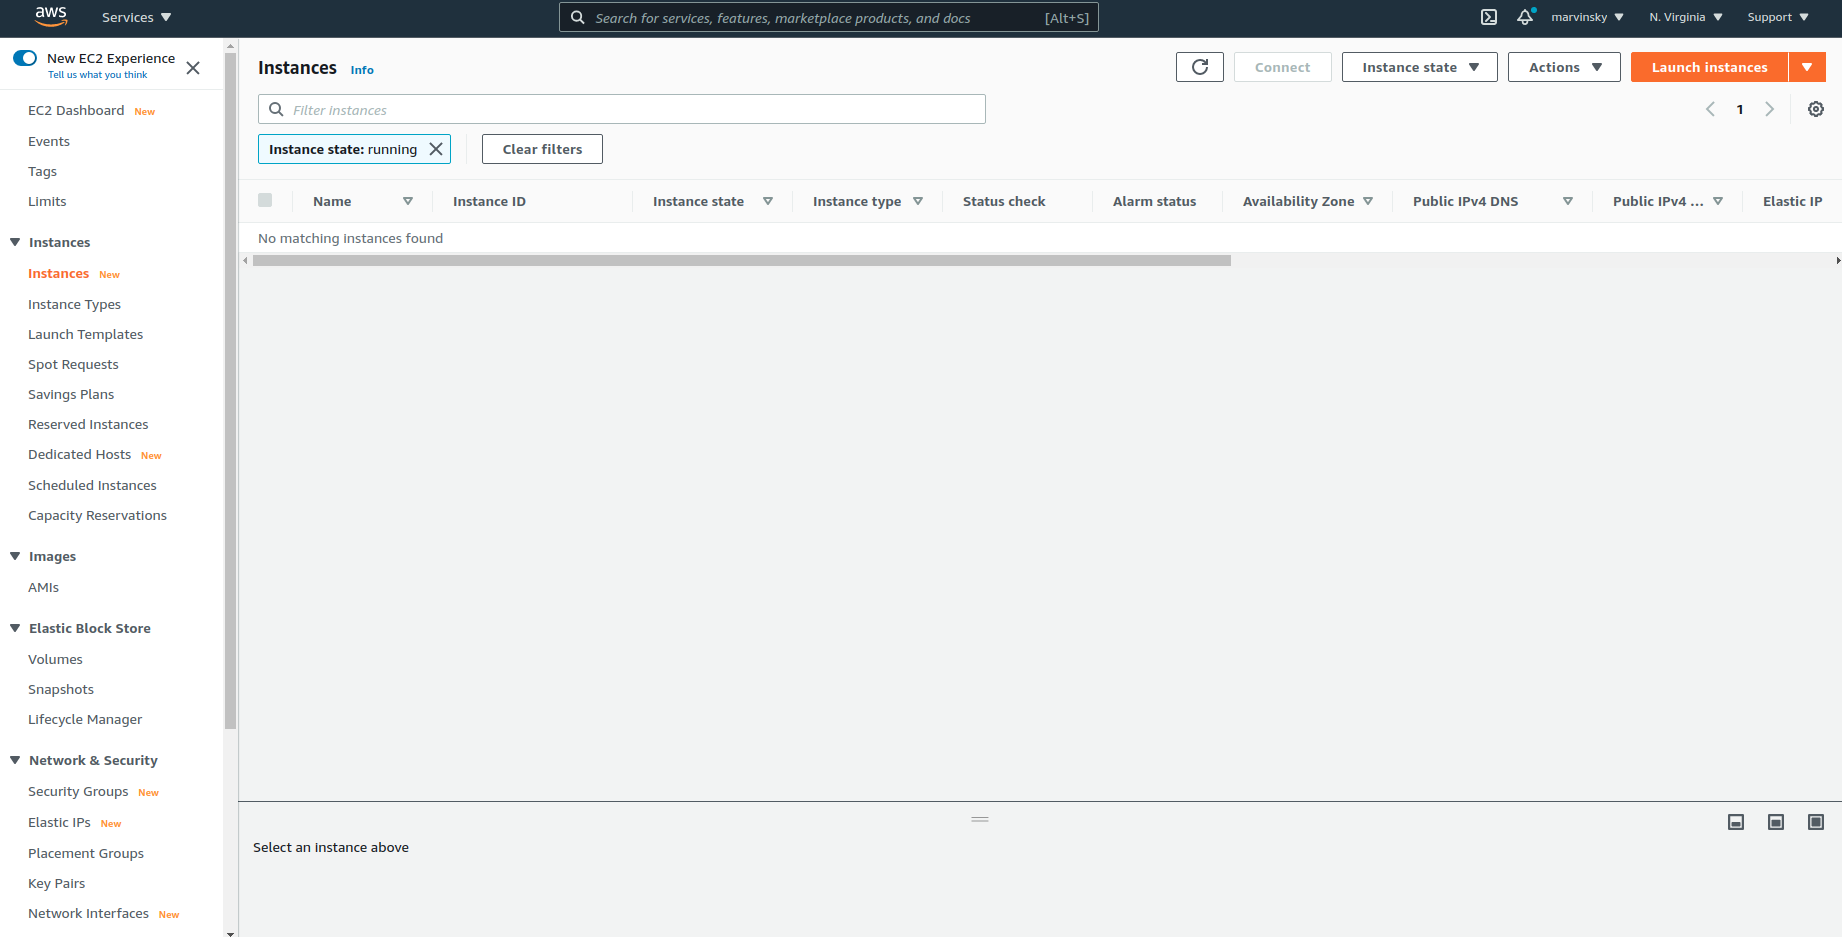 aws
Services
Search for services, features, marketplace products, and docs [Alt+S]
marvinsky
N. Virginia
Support
New EC2 Experience
Tell us what you think
EC2 Dashboard New
Events
Tags
Limits
Instances
Instances New
Instance Types
Launch Templates
Spot Requests
Savings Plans
Reserved Instances
Dedicated Hosts New
Scheduled Instances
Capacity Reservations
Images
AMIs
Elastic Block Store
Volumes
Snapshots
Lifecycle Manager
Network & Security
Security Groups New
Elastic IPs New
Placement Groups
Key Pairs
Network Interfaces New
Instances Info
Connect
Instance state
Actions
Launch instances
Filter instances
1
Instance state: running
Clear filters
Name Instance ID Instance state Instance type Status check Alarm status Availability Zone Public IPv4 DNS Public IPv4 ... Elastic IP
No matching instances found
Select an instance above